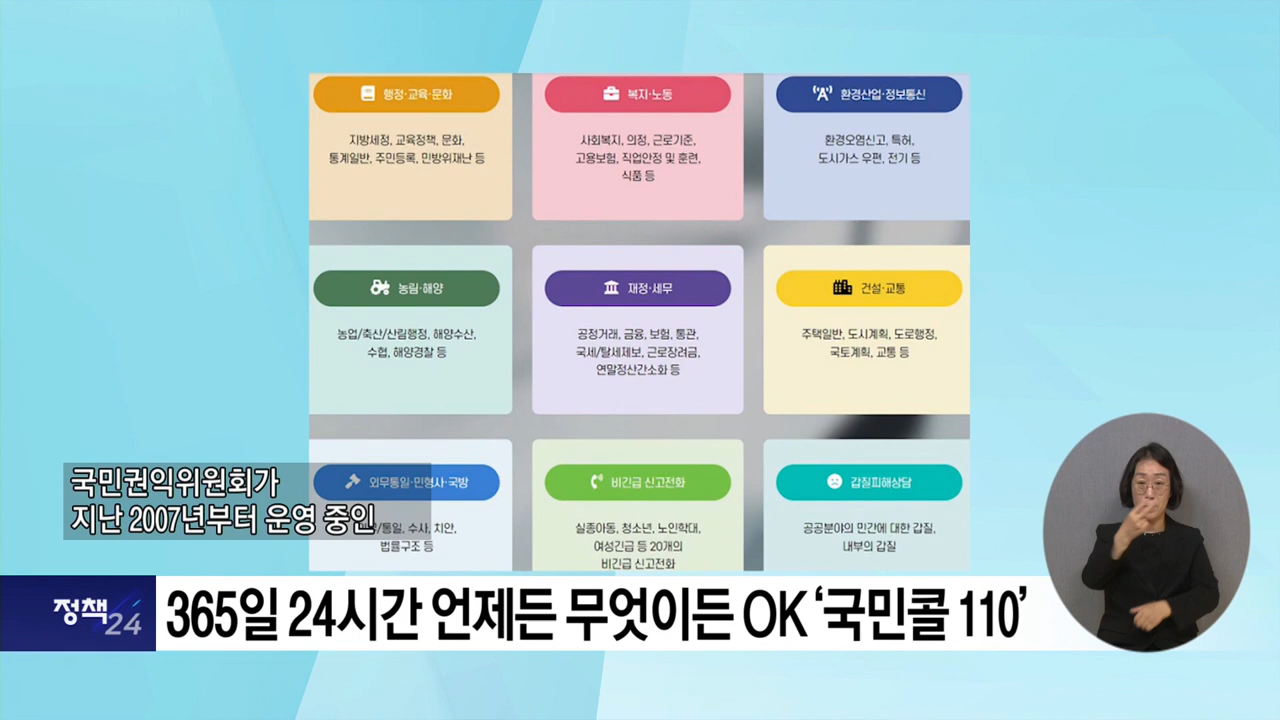 행정·교육·문화
지방세정, 교육정책, 문화,
통계일반, 주민등록, 민방위재난 등
복지·노동
사회복지, 의정, 근로기준,
고용보험, 직업안정 및 훈련,
식품 등
환경산업·정보통신
환경오염신고, 특허,
도시가스 우편, 전기 등
농림·해양
농업/축산/산림행정, 해양수산,
수협, 해양경찰 등
재정·세무
공정거래, 금융, 보험, 통관,
국세/탈세제보, 근로장려금,
연말정산간소화 등
건설·교통
주택일반, 도시계획, 도로행정,
국토계획, 교통 등
외무통일·민형사·국방
/통일, 수사, 치안,
법률구조 등
비긴급 신고전화
실종아동, 청소년, 노인학대,
여성긴급 등 20개의
비긴급 신고전화
갑질피해상담
공공분야의 민간에 대한 갑질,
내부의 갑질
국민권익위원회가
지난 2007년부터 운영 중인
정책24
365일 24시간 언제든 무엇이든 OK ‘국민콜 110’